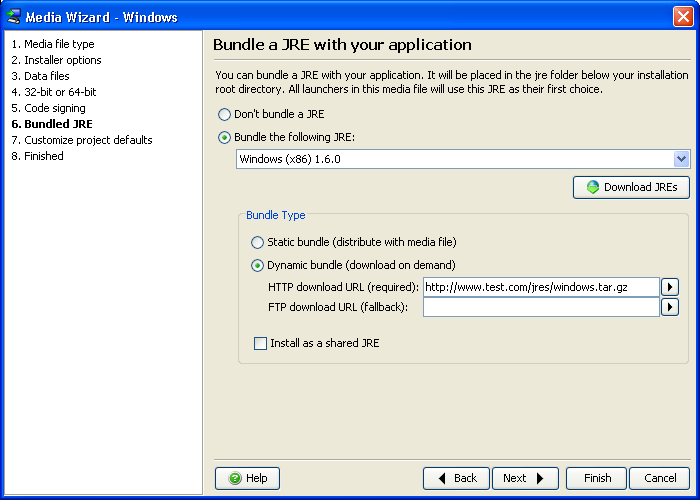 Media Wizard - Windows
1. Media file type
2. Installer options
3. Data files
4. 32-bit or 64-bit
5. Code signing
6. Bundled JRE
7. Customize project defaults
8. Finished
Bundle a JRE with your application
You can bundle a JRE with your application. It will be placed in the jre folder below your installation
root directory. All launchers in this media file will use this JRE as their first choice.
Don't bundle a JRE
Bundle the following JRE:
Windows (x86) 1.6.0
Download JREs
Bundle Type
Static bundle (distribute with media file)
Dynamic bundle (download on demand)
HTTP download URL (required): http://www.test.com/jres/windows.tar.gz
FTP download URL (fallback):
Install as a shared JRE
Help
Back
Next
Finish
Cancel